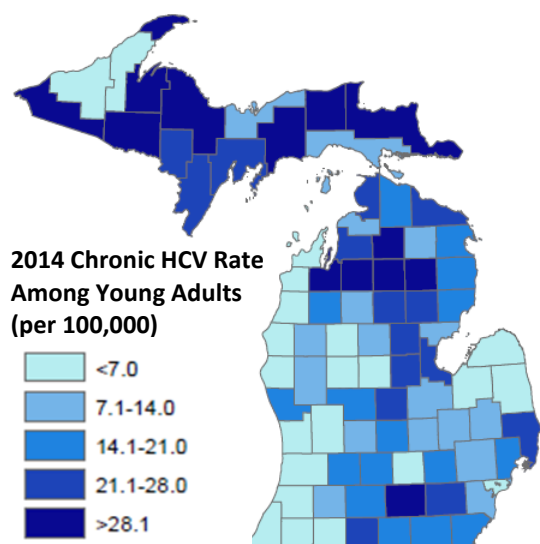 2014 Chronic HCV Rate
Among Young Adults
(per 100,000)
<7.0
7.1-14.0
14.1-21.0
21.1-28.0
>28.1